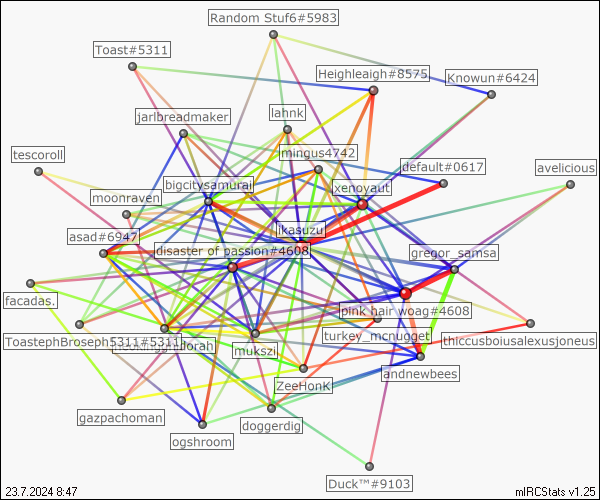 Random Stuf6#5983
Toast#5311
Heighleaigh#8575
Knowun#6424
jarlbreadmaker
lahnk
mingus4742
tescoroll
default#0617
avelicious
bigcitysamurai
xenoyaut
moonraven
ikasuzu
asad#6947
disaster of passion#4608
gregor_samsa
facadas.
pink hair woag#4608
ToastephBroseph5311#5311
turkey_mcnugget
thiccusboiusalexusjoneus
mukszi
andnewbees
ZeeHonk
gazpachoman
doggerdig
ogshroom
Duck™#9103
23.7.2024 8:47
mIRCStats v1.25